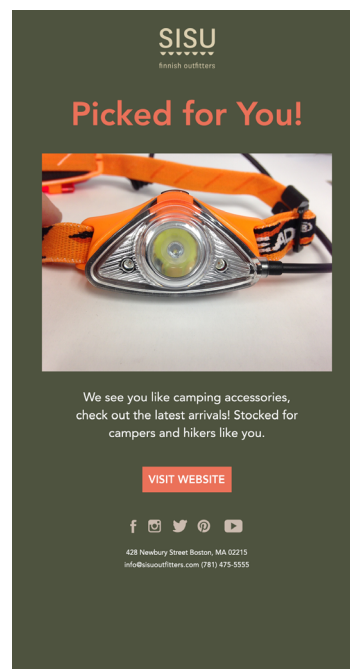 SISU
finnish outfitters
Picked for You!
We see you like camping accessories,
check out the latest arrivals! Stocked for
campers and hikers like you.
VISIT WEBSITE
428 Newbury Street Boston, MA 02215
info@sisuoutfitters.com (781) 475-5555